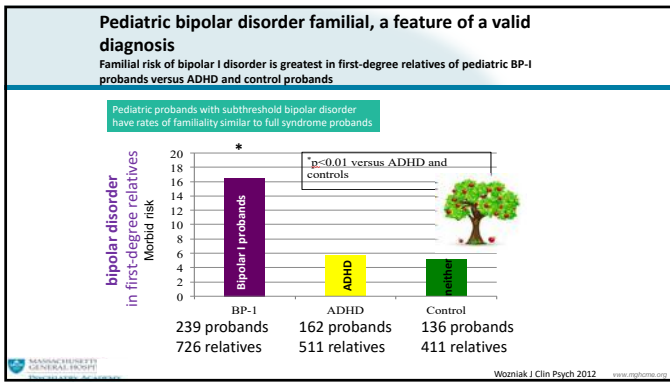 Pediatric bipolar disorder familial, a feature of a valid
diagnosis
Familial risk of bipolar I disorder is greatest in first-degree relatives of pediatric BP-I
probands versus ADHD and control probands
Pediatric probands with subthreshold bipolar disorder
have rates of familiality similar to full syndrome probands
*
*p<0.01 versus ADHD and
controls
bipolar disorder
in first-degree relatives
Morbid risk
20
18
16
14
12
10
8
6
4
2
0
Bipolar I probands
ADHD
neither
BP-1 ADHD Control
239 probands 162 probands 136 probands
726 relatives 511 relatives 411 relatives
MASSACHUSETTS
GENERAL HOSPITAL
PSYCHIATRY ACADEMY
Wozniak J Clin Psych 2012 www.mghcme.org